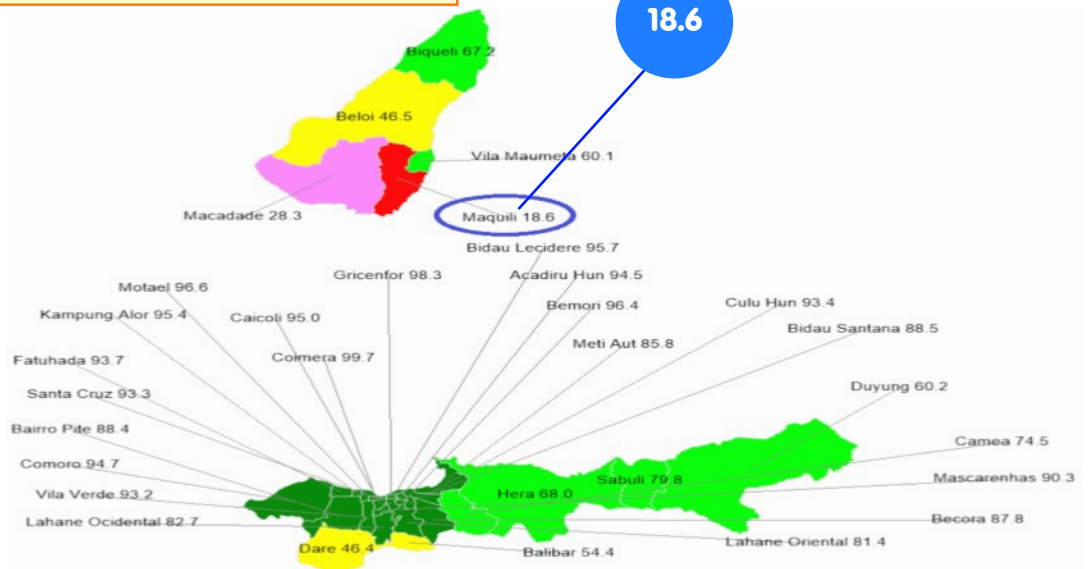 18.6
Biqueli 67.2
Beloi 46.5
Vila Maumeta 60.1
Macadade 28.3
Maquili 18.6
Bidau Lecidere 95.7
Gricenfor 98.3
Acadiru Hun 94.5
Motael 96.6
Bemori 96.4
Culu Hun 93.4
Kampung Alor 95.4
Caicoli 95.0
Bidau Santana 88.5
Meti Aut 85.8
Fatuhada 93.7
Coimera 99.7
Duyung 60.2
Santa Cruz 93.3
Bairro Pite 88.4
Camea 74.5
Comoro 94.7
Sabuli 79.8
Mascarenhas 90.3
Vila Verde 93.2
Hera 68.0
Lahane Ocidental 82.7
Becora 87.8
Lahane Oriental 81.4
Dare 46.4
Balibar 54.4